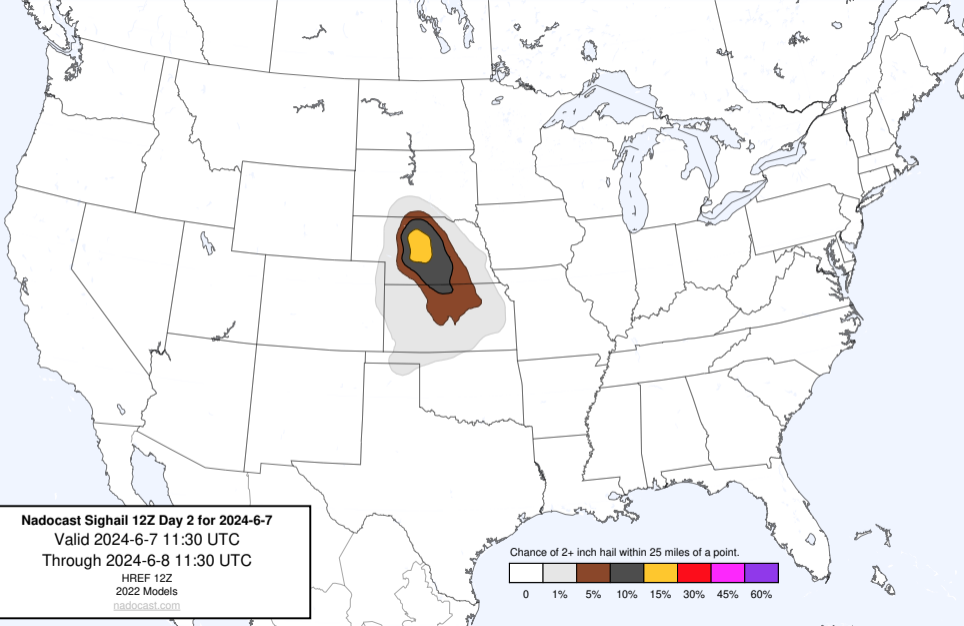 Nadocast Sighail 12Z Day 2 for 2024-6-7
Valid 2024-6-7 11:30 UTC
Through 2024-6-8 11:30 UTC
HREF 12Z
2022 Models
nadocast.com
Chance of 2+ inch hail within 25 miles of a point.
0 1% 5% 10% 15% 30% 45% 60%